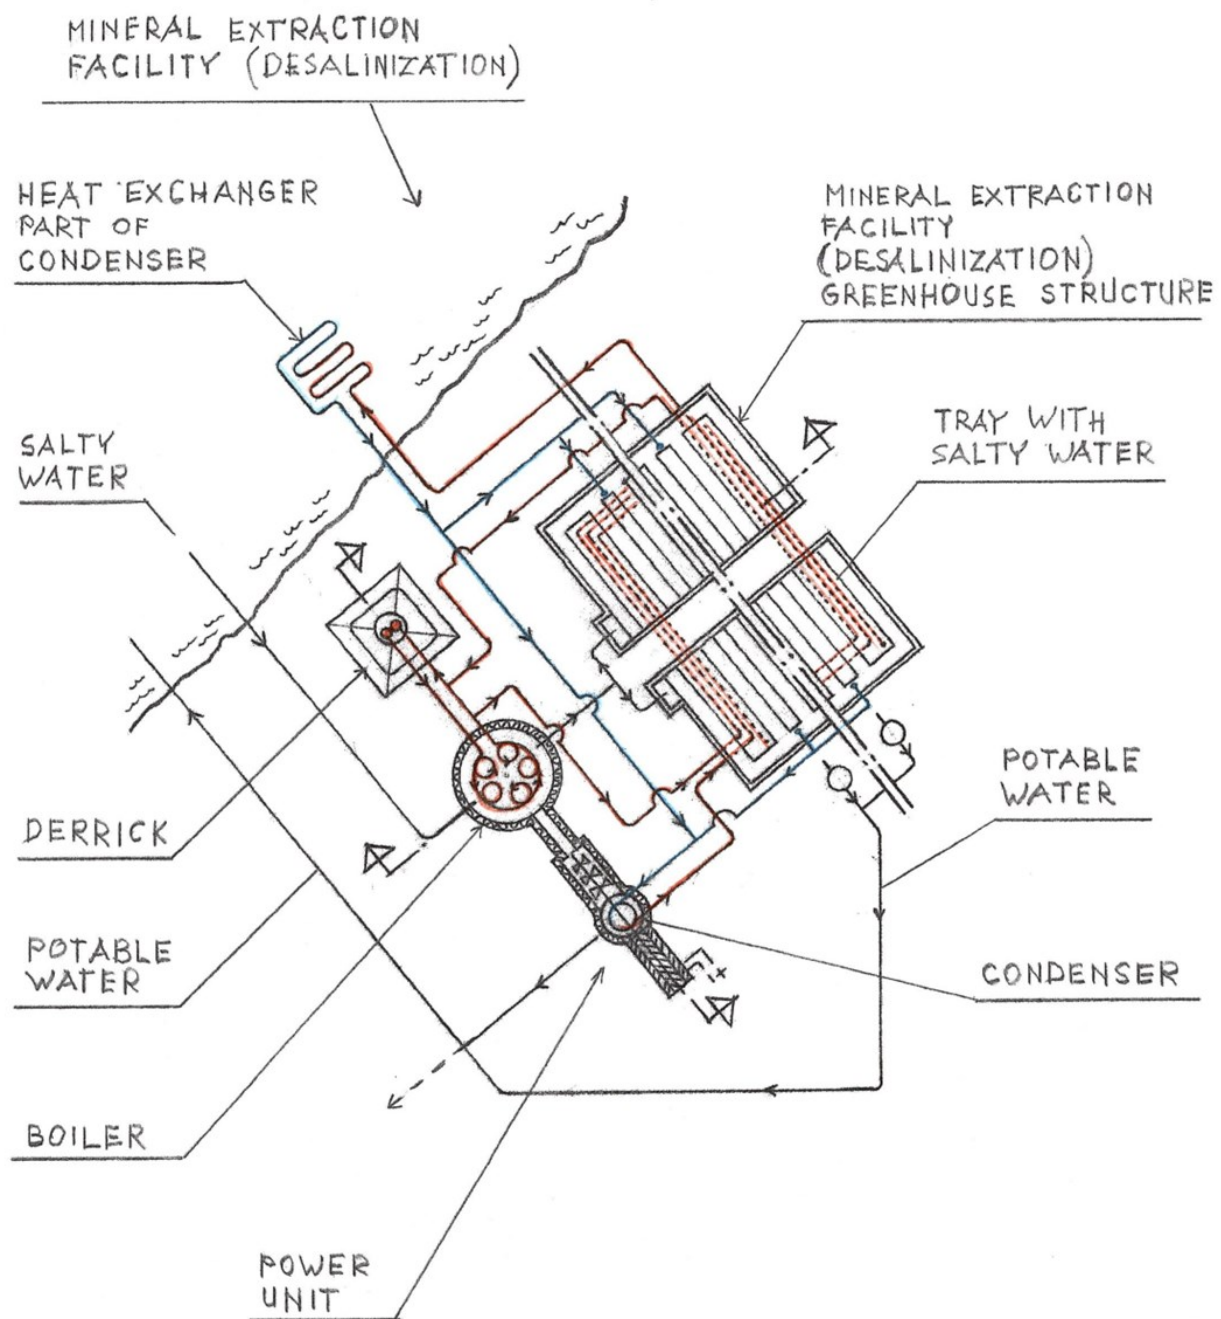 MINERAL EXTRACTION
FACILITY (DESALINIZATION)
HEAT EXCHANGER
PART OF
CONDENSER
MINERAL EXTRACTION
FACILITY
(DESALINIZATION)
GREENHOUSE STRUCTURE
SALTY
WATER
TRAY WITH
SALTY WATER
DERRICK
POTABLE
WATER
POTABLE
WATER
CONDENSER
BOILER
POWER
UNIT